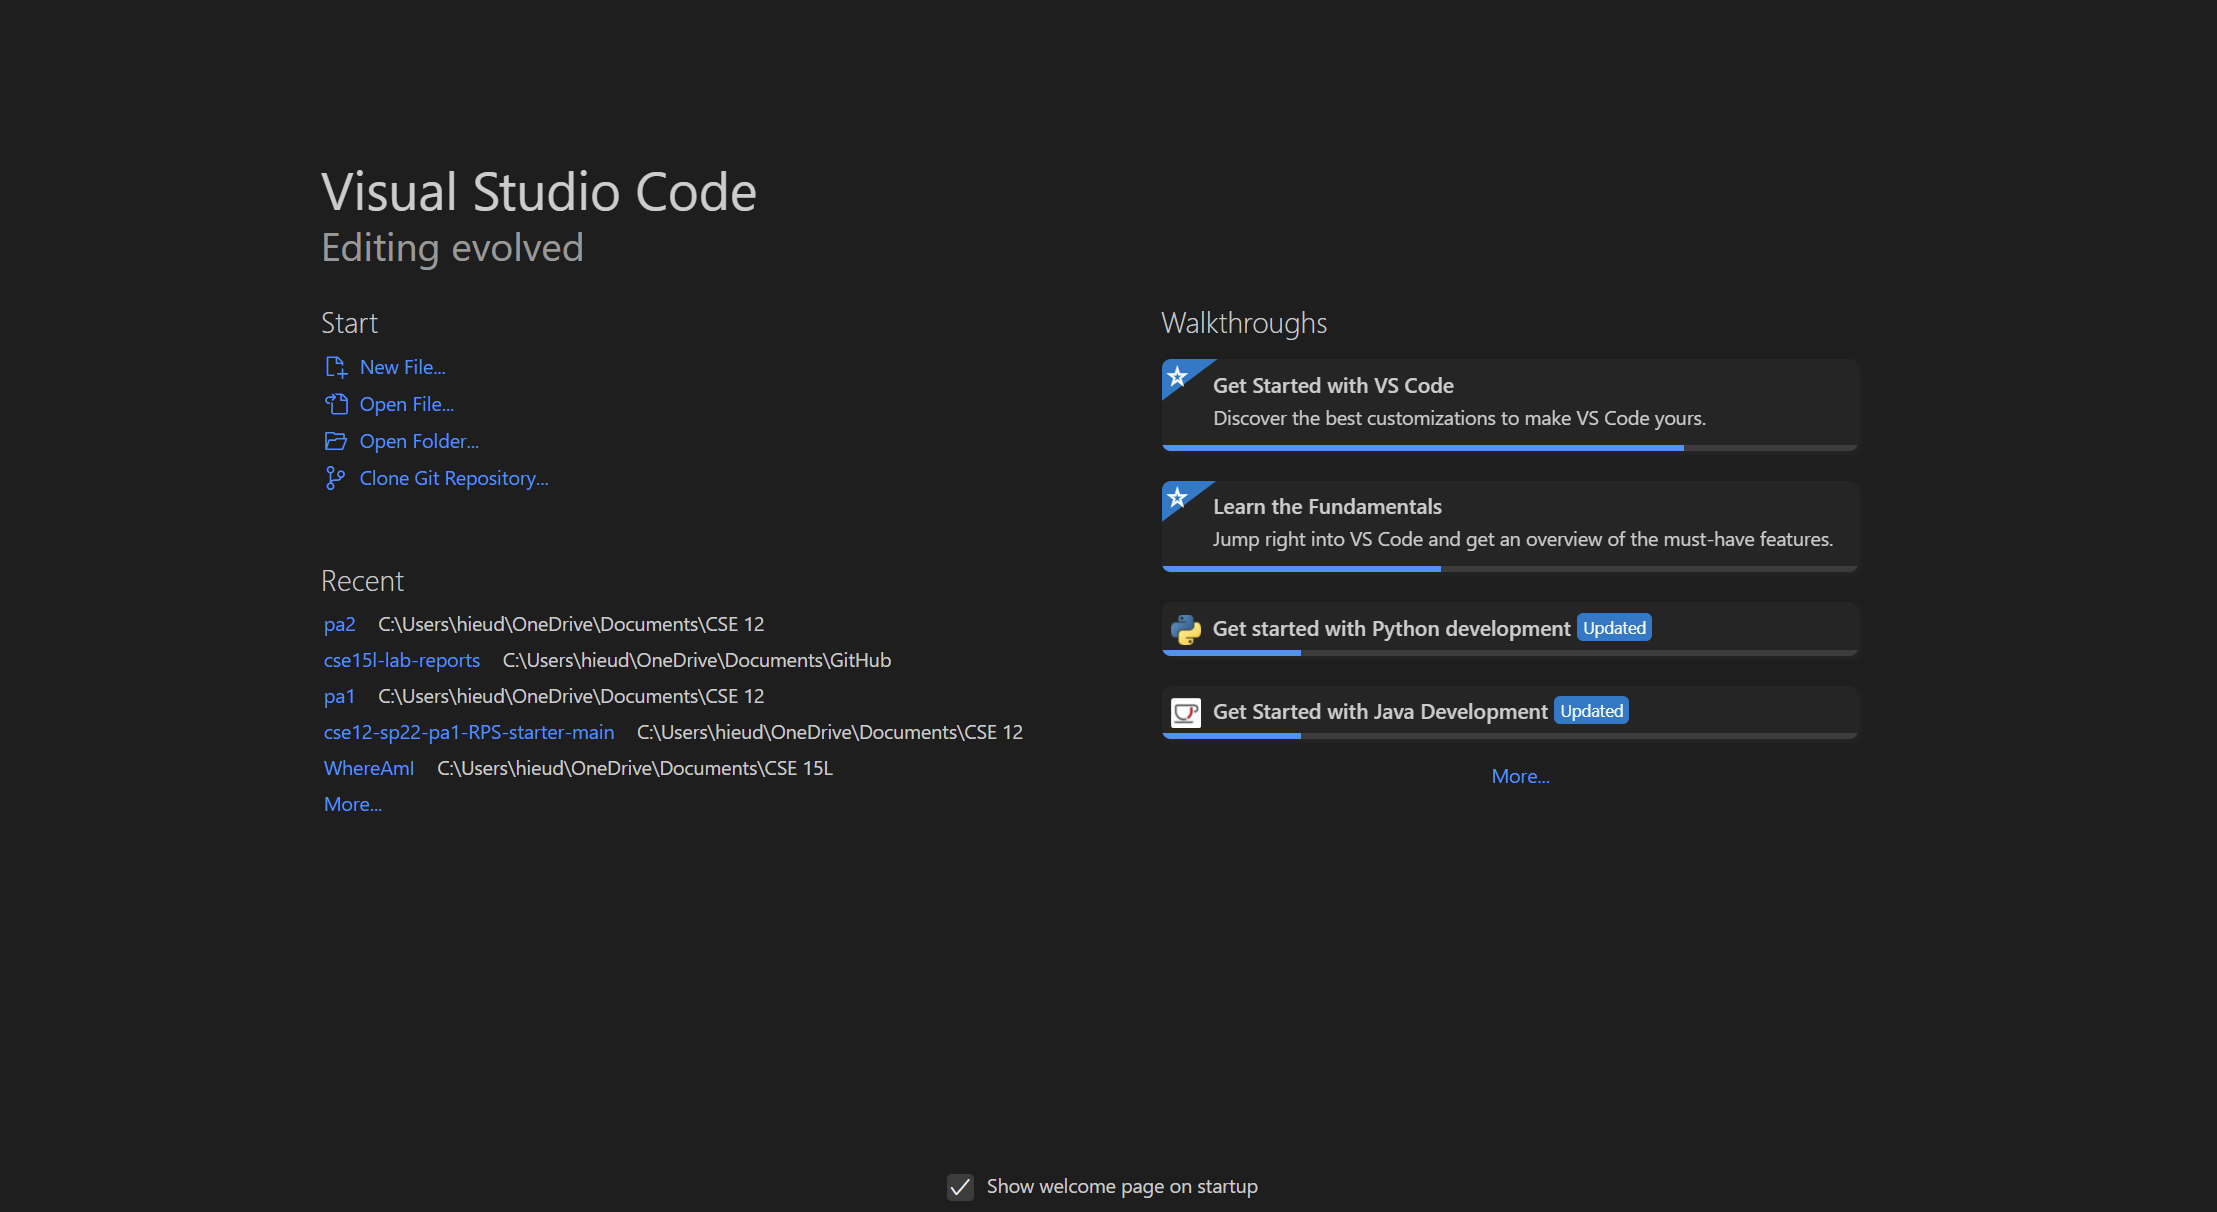 Visual Studio Code
Editing evolved
Start
New File...
Open File...
Open Folder...
Clone Git Repository...
Recent
pa2 C:\Users\hieud\OneDrive\Documents\CSE 12
cse15l-lab-reports C:\Users\hieud\OneDrive\Documents\GitHub
pa1 C:\Users\hieud\OneDrive\Documents\CSE 12
cse12-sp22-pa1-RPS-starter-main C:\Users\hieud\OneDrive\Documents\CSE 12
WhereAmI C:\Users\hieud\OneDrive\Documents\CSE 15L
More...
Walkthroughs
Get Started with VS Code
Discover the best customizations to make VS Code yours.
Learn the Fundamentals
Jump right into VS Code and get an overview of the must-have features.
Get started with Python development Updated
Get Started with Java Development Updated
More...
Show welcome page on startup